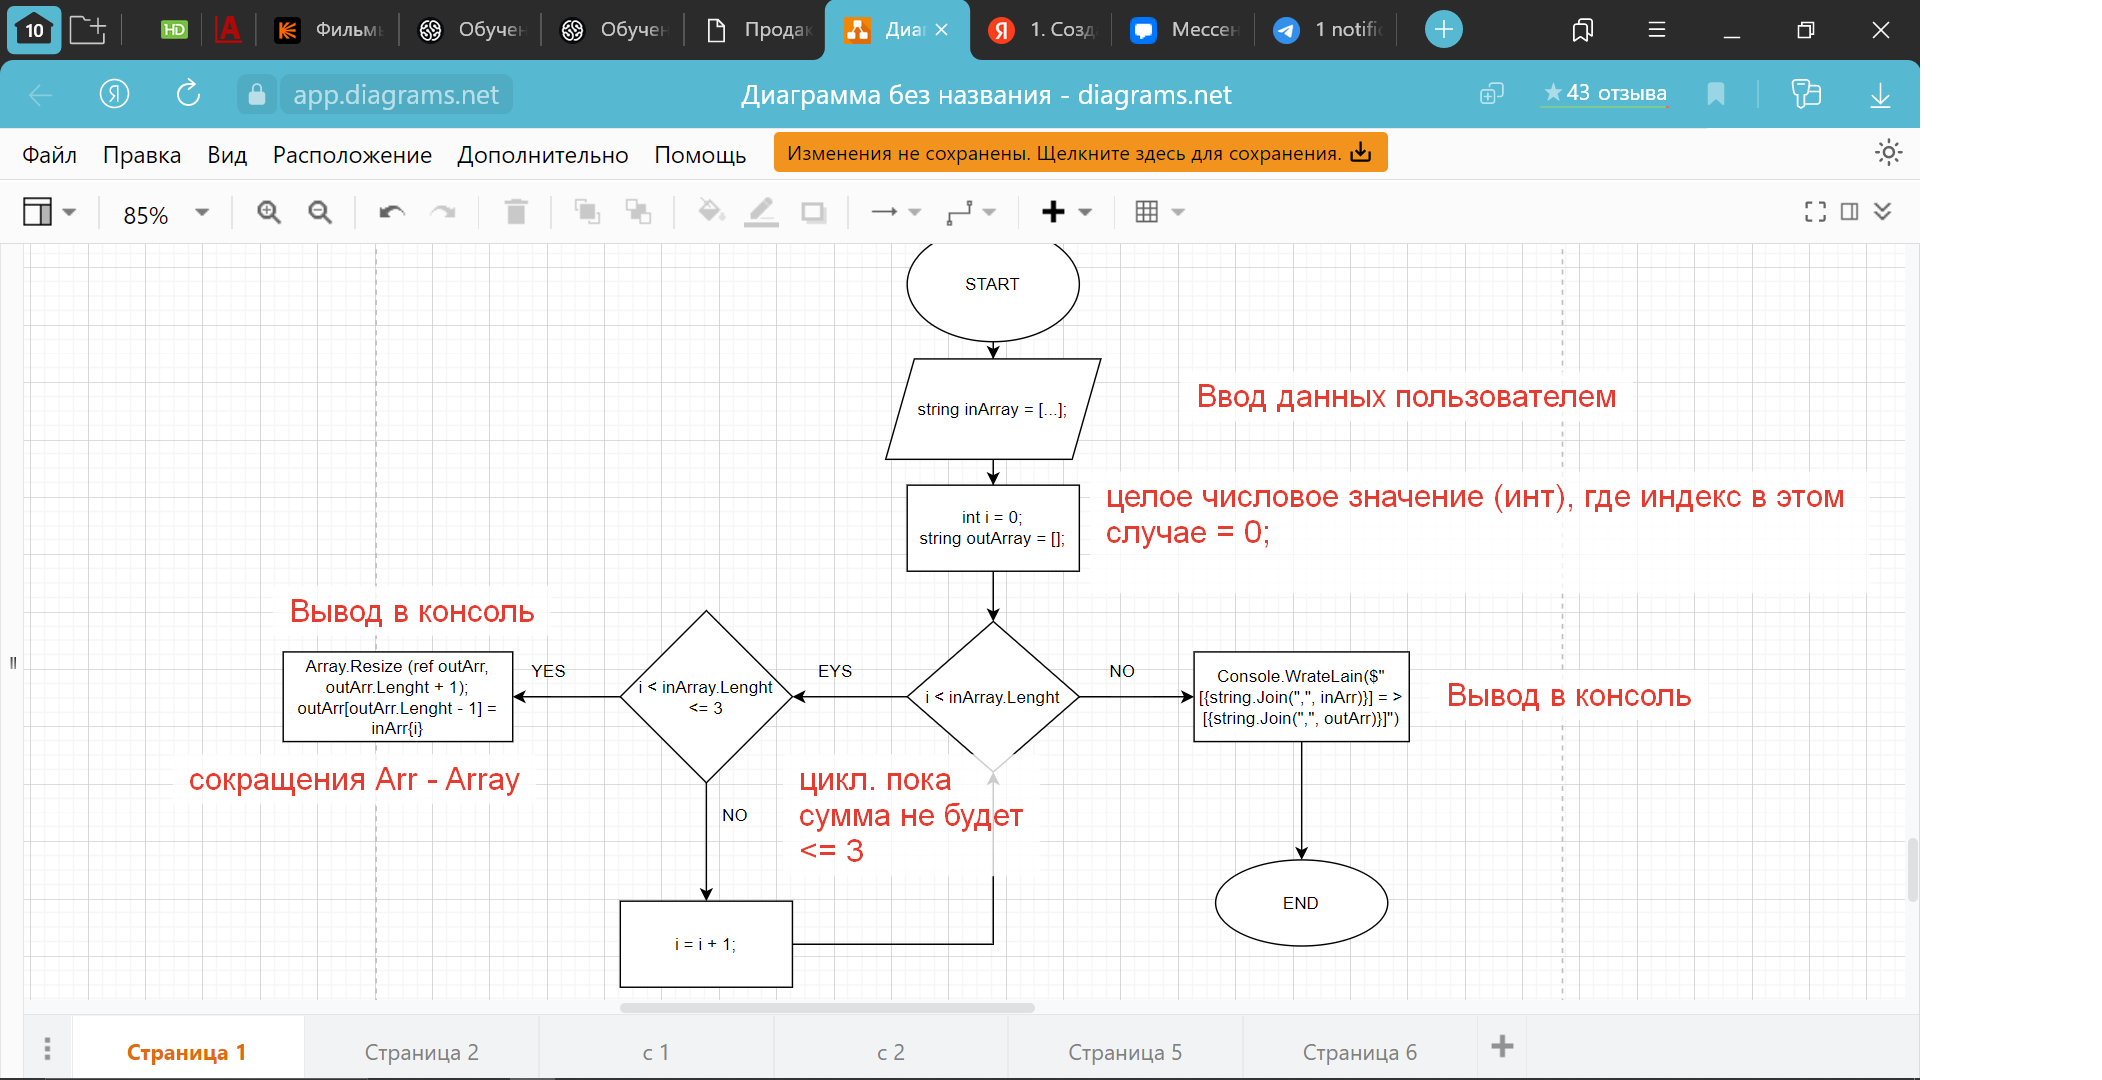 10
HD
Фильмы
Обучен
Обучен
Продак
Диаг
1. Созд
Мессен
1 notific
app.diagrams.net
Диаграмма без названия - diagrams.net
43 отзыва
Файл Правка Вид Расположение Дополнительно Помощь
Изменения не сохранены. Щелкните здесь для сохранения.
85%
START
string inArray = [...];
Ввод данных пользователем
int i = 0;
string outArray = [];
целое числовое значение (инт), где индекс в этом
случае = 0;
Вывод в консоль
Array.Resize (ref outArr,
outArr.Lenght + 1);
outArr[outArr.Lenght - 1] =
inArr{i}
YES
i < inArray.Lenght
<= 3
EYS
i < inArray.Lenght
NO
Console.WrateLain($"
[{string.Join(",", inArr)}] = >
[{string.Join(",", outArr)}]")
Вывод в консоль
сокращения Arr - Array
цикл. пока
сумма не будет
<= 3
NO
i = i + 1;
END
Страница 1
Страница 2
с 1
с 2
Страница 5
Страница 6